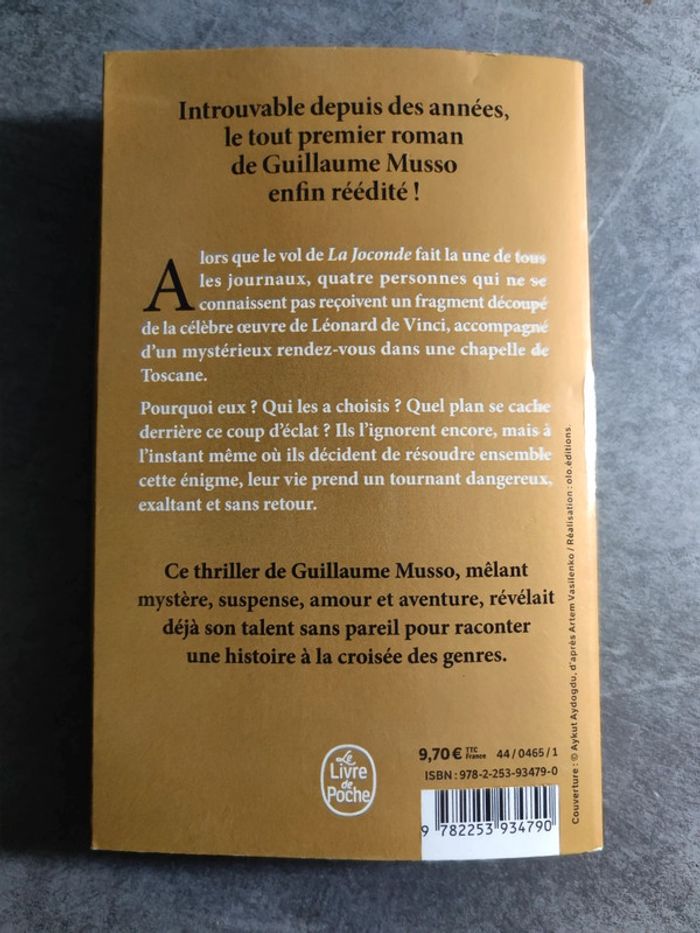 Introuvable depuis des années,
le tout premier roman
de Guillaume Musso
enfin réédité !
Alors que le vol de La Joconde fait la une de tous
les journaux, quatre personnes qui ne se
connaissent pas reçoivent un fragment découpé
de la célèbre œuvre de Léonard de Vinci, accompagné
d'un mystérieux rendez-vous dans une chapelle de
Toscane.
Pourquoi eux ? Qui les a choisis ? Quel plan se cache
derrière ce coup d'éclat ? Ils l'ignorent encore, mais à
l'instant même où ils décident de résoudre ensemble
cette énigme, leur vie prend un tournant dangereux,
exaltant et sans retour.
Ce thriller de Guillaume Musso, mêlant
mystère, suspense, amour et aventure, révélait
déjà son talent sans pareil pour raconter
une histoire à la croisée des genres.
Le
Livre
de
Poche
9,70 € TTC France 44 / 0465 / 1
ISBN : 978-2-253-93479-0
9 782253 934790
Couverture : © Aykut Aydogdu, d'après Artem Vasilenko / Réalisation : olo.éditions.